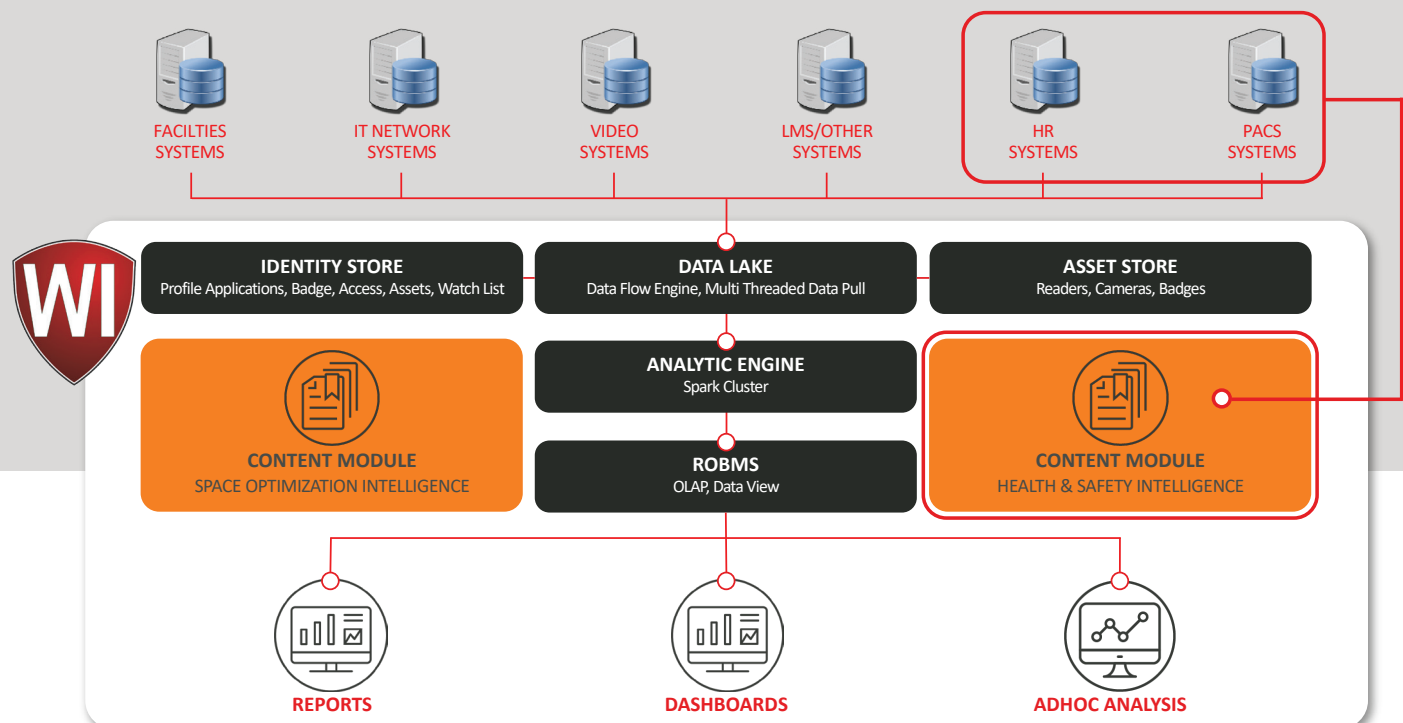 FACILTIES
SYSTEMS
IT NETWORK
SYSTEMS
VIDEO
SYSTEMS
LMS/OTHER
SYSTEMS
HR
SYSTEMS
PACS
SYSTEMS
WI
IDENTITY STORE
Profile Applications, Badge, Access, Assets, Watch List
DATA LAKE
Data Flow Engine, Multi Threaded Data Pull
ASSET STORE
Readers, Cameras, Badges
CONTENT MODULE
SPACE OPTIMIZATION INTELLIGENCE
ANALYTIC ENGINE
Spark Cluster
ROBMS
OLAP, Data View
CONTENT MODULE
HEALTH & SAFETY INTELLIGENCE
REPORTS
DASHBOARDS
ADHOC ANALYSIS